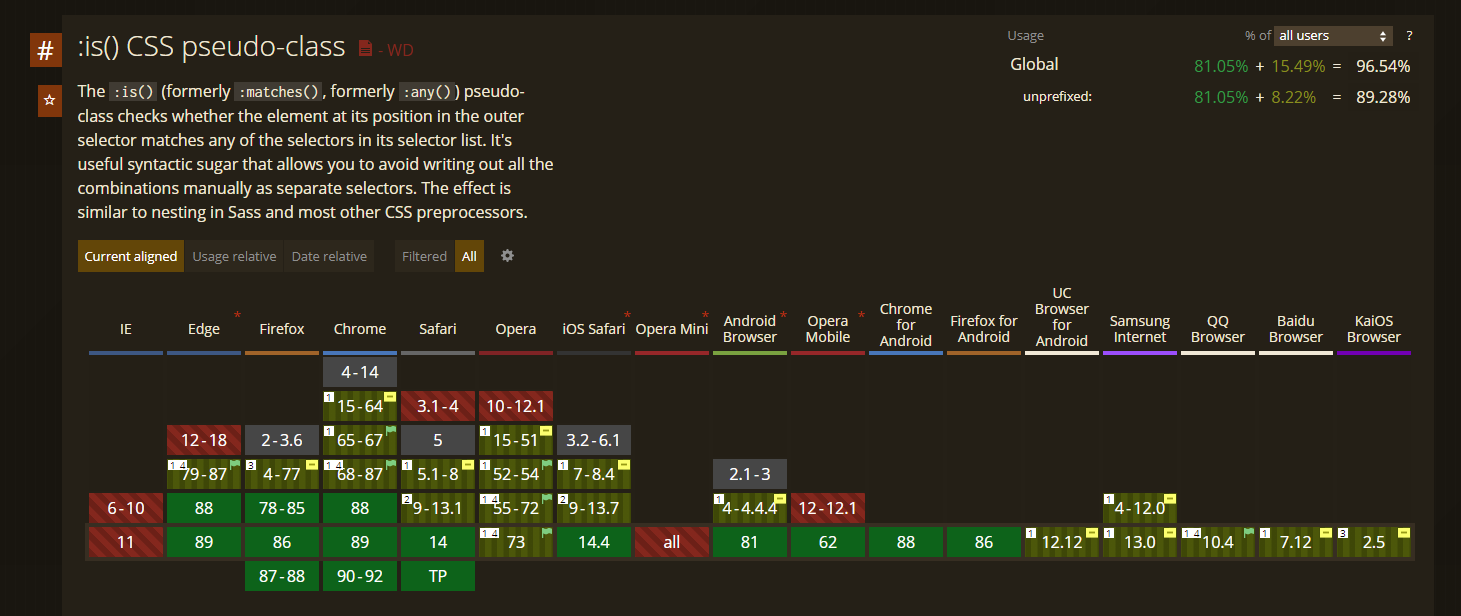 # :is() CSS pseudo-class - WD
Usage % of all users ?
Global 81.05% + 15.49% = 96.54%
unprefixed: 81.05% + 8.22% = 89.28%
The :is() (formerly :matches(), formerly :any()) pseudo-
class checks whether the element at its position in the outer
selector matches any of the selectors in its selector list. It's
useful syntactic sugar that allows you to avoid writing out all the
combinations manually as separate selectors. The effect is
similar to nesting in Sass and most other CSS preprocessors.
Current aligned Usage relative Date relative Filtered All
IE
Edge *
Firefox
Chrome
Safari
Opera
iOS Safari *
Opera Mini *
Android *
Browser
Opera *
Mobile
Chrome
for
Android
Firefox for
Android
UC
Browser
for
Android
Samsung
Internet
QQ
Browser
Baidu
Browser
KaiOS
Browser
4-14
1 15-64 3.1-4 10-12.1
12-18 2-3.6 1 65-67 5 1 15-51 3.2-6.1
1 4 79-87 3 4-77 1 4 68-87 1 5.1-8 1 52-54 1 7-8.4 2.1-3
6-10 88 78-85 88 2 9-13.1 1 4 55-72 2 9-13.7 1 4-4.4.4 12-12.1 1 4-12.0
11 89 86 89 14 1 4 73 14.4 all 81 62 88 86 1 12.12 1 13.0 1 4 10.4 1 7.12 3 2.5
87-88 90-92 TP